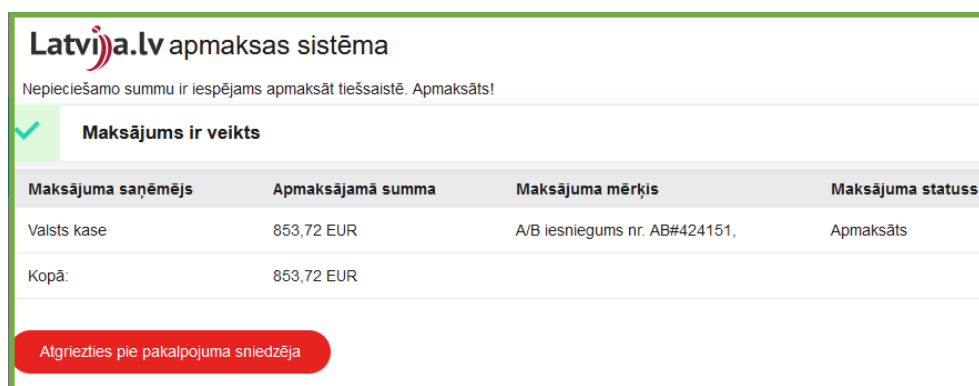 Latvija.lv apmaksas sistēma
Nepieciešamo summu ir iespējams apmaksāt tiešsaistē. Apmaksāts!
Maksājums ir veikts
Maksājuma saņēmējs Apmaksājamā summa Maksājuma mērķis Maksājuma statuss
Valsts kase 853,72 EUR A/B iesniegums nr. AB#424151, Apmaksāts
Kopā: 853,72 EUR
Atgriezties pie pakalpojuma sniedzēja